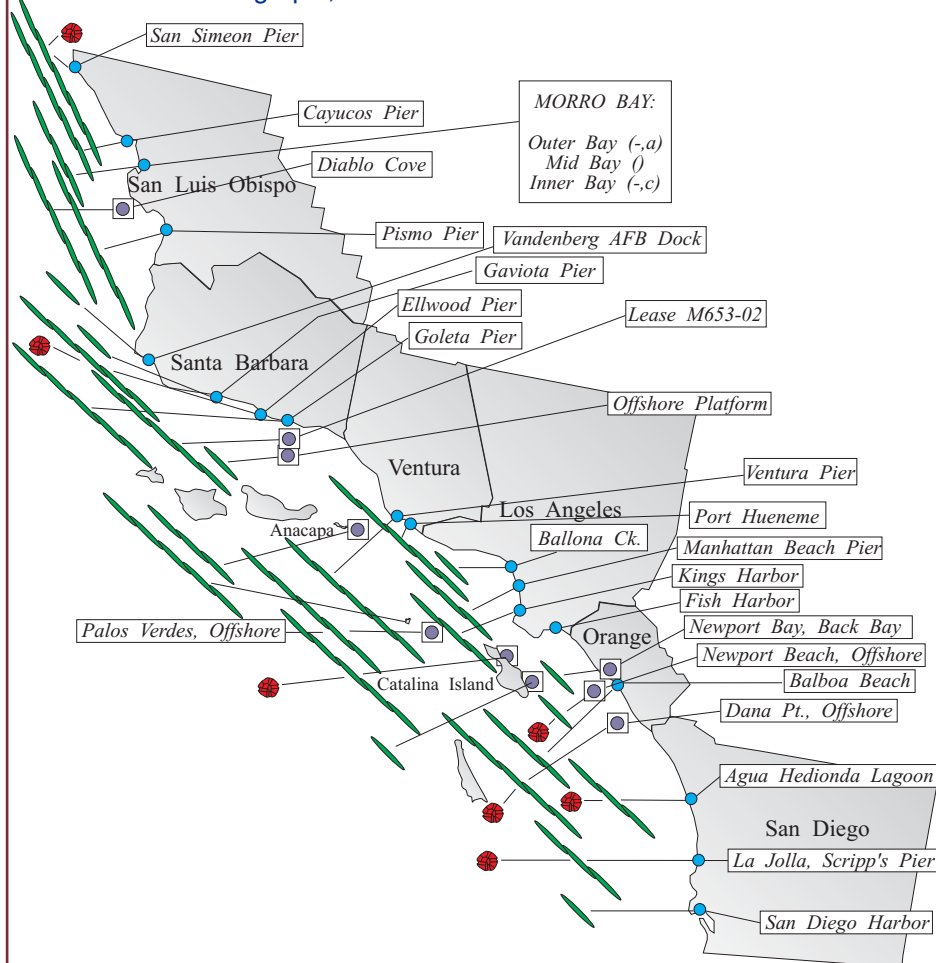 San Simeon Pier
Cayucos Pier
MORRO BAY:
Outer Bay (-,a)
Mid Bay ()
Inner Bay (-,c)
Diablo Cove
San Luis Obispo
Pismo Pier
Vandenberg AFB Dock
Gaviota Pier
Ellwood Pier
Lease M653-02
Goleta Pier
Santa Barbara
Offshore Platform
Ventura
Ventura Pier
Los Angeles
Port Hueneme
Anacapa
Ballona Ck.
Manhattan Beach Pier
Kings Harbor
Fish Harbor
Palos Verdes, Offshore
Orange
Newport Bay, Back Bay
Newport Beach, Offshore
Catalina Island
Balboa Beach
Dana Pt., Offshore
Agua Hedionda Lagoon
San Diego
La Jolla, Scripp's Pier
San Diego Harbor